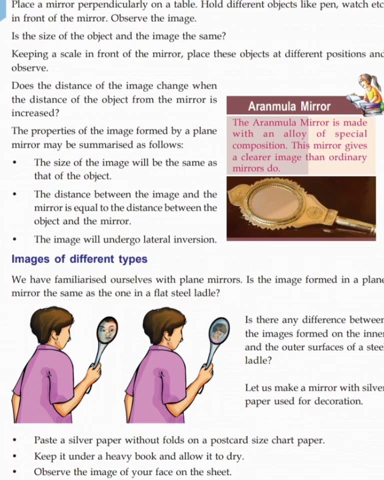 Place a mirror perpendicularly on a table. Hold different objects like pen, watch etc
in front of the mirror. Observe the image.
Is the size of the object and the image the same?
Keeping a scale in front of the mirror, place these objects at different positions and
observe.
Does the distance of the image change when
the distance of the object from the mirror is
increased?
The properties of the image formed by a plane
mirror may be summarised as follows:
• The size of the image will be the same as
that of the object.
• The distance between the image and the
mirror is equal to the distance between the
object and the mirror.
• The image will undergo lateral inversion.
Aranmula Mirror
The Aranmula Mirror is made
with an alloy of special
composition. This mirror gives
a clearer image than ordinary
mirrors do.
Images of different types
We have familiarised ourselves with plane mirrors. Is the image formed in a plane
mirror the same as the one in a flat steel ladle?
Is there any difference between
the images formed on the inner
and the outer surfaces of a steel
ladle?
Let us make a mirror with silver
paper used for decoration.
• Paste a silver paper without folds on a postcard size chart paper.
• Keep it under a heavy book and allow it to dry.
• Observe the image of your face on the sheet.